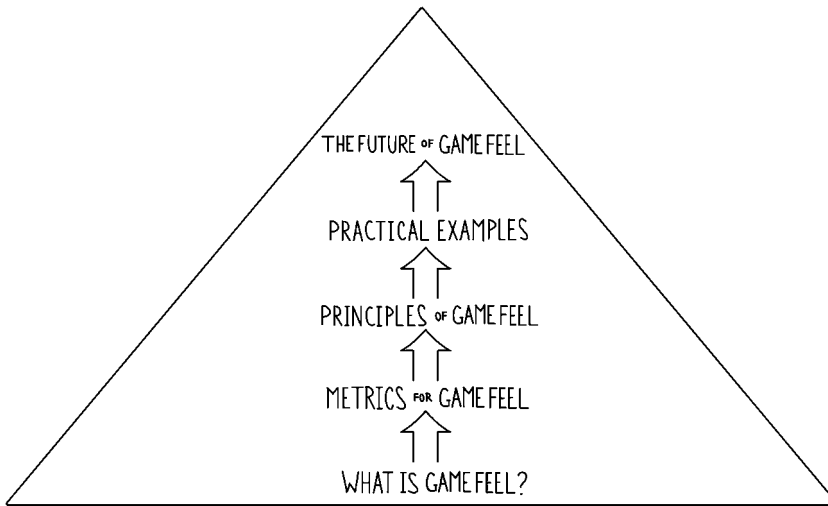 THE FUTURE OF GAME FEEL
PRACTICAL EXAMPLES
PRINCIPLES OF GAME FEEL
METRICS FOR GAME FEEL
WHAT IS GAME FEEL?